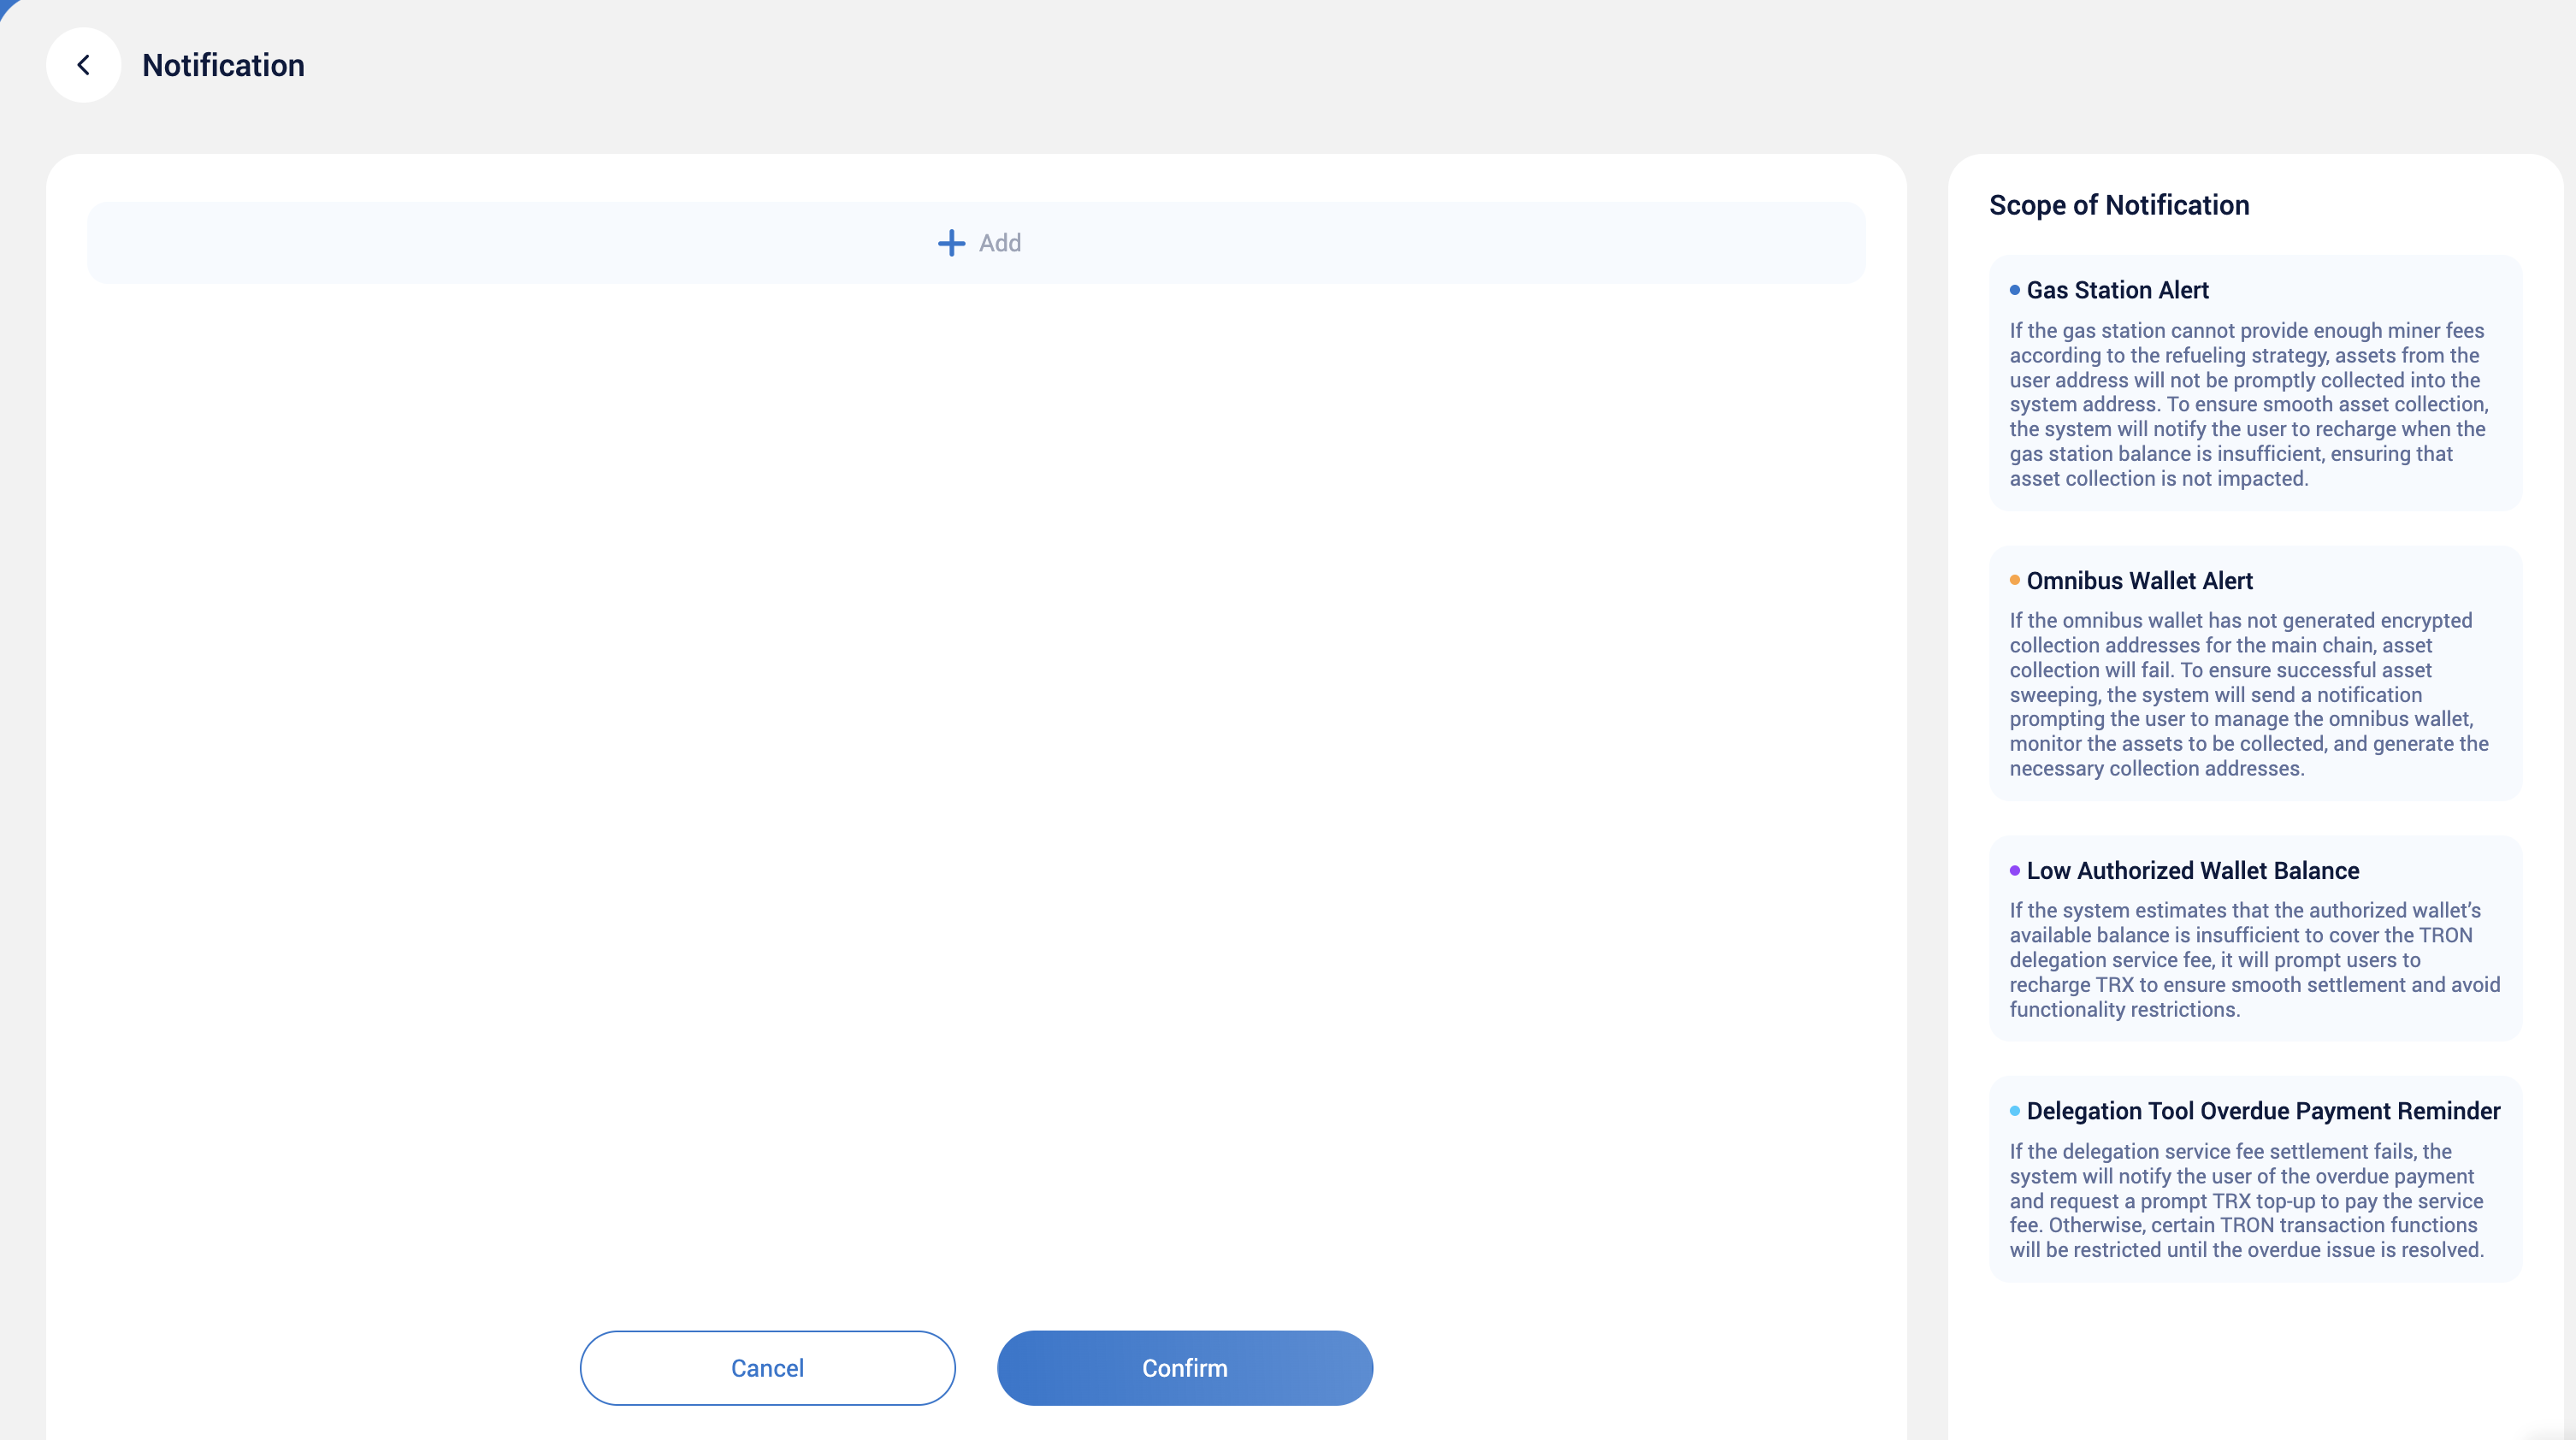 Notification
Add
Cancel
Confirm
Scope of Notification
Gas Station Alert
If the gas station cannot provide enough miner fees
according to the refueling strategy, assets from the
user address will not be promptly collected into the
system address. To ensure smooth asset collection,
the system will notify the user to recharge when the
gas station balance is insufficient, ensuring that
asset collection is not impacted.
Omnibus Wallet Alert
If the omnibus wallet has not generated encrypted
collection addresses for the main chain, asset
collection will fail. To ensure successful asset
sweeping, the system will send a notification
prompting the user to manage the omnibus wallet,
monitor the assets to be collected, and generate the
necessary collection addresses.
Low Authorized Wallet Balance
If the system estimates that the authorized wallet’s
available balance is insufficient to cover the TRON
delegation service fee, it will prompt users to
recharge TRX to ensure smooth settlement and avoid
functionality restrictions.
Delegation Tool Overdue Payment Reminder
If the delegation service fee settlement fails, the
system will notify the user of the overdue payment
and request a prompt TRX top-up to pay the service
fee. Otherwise, certain TRON transaction functions
will be restricted until the overdue issue is resolved.